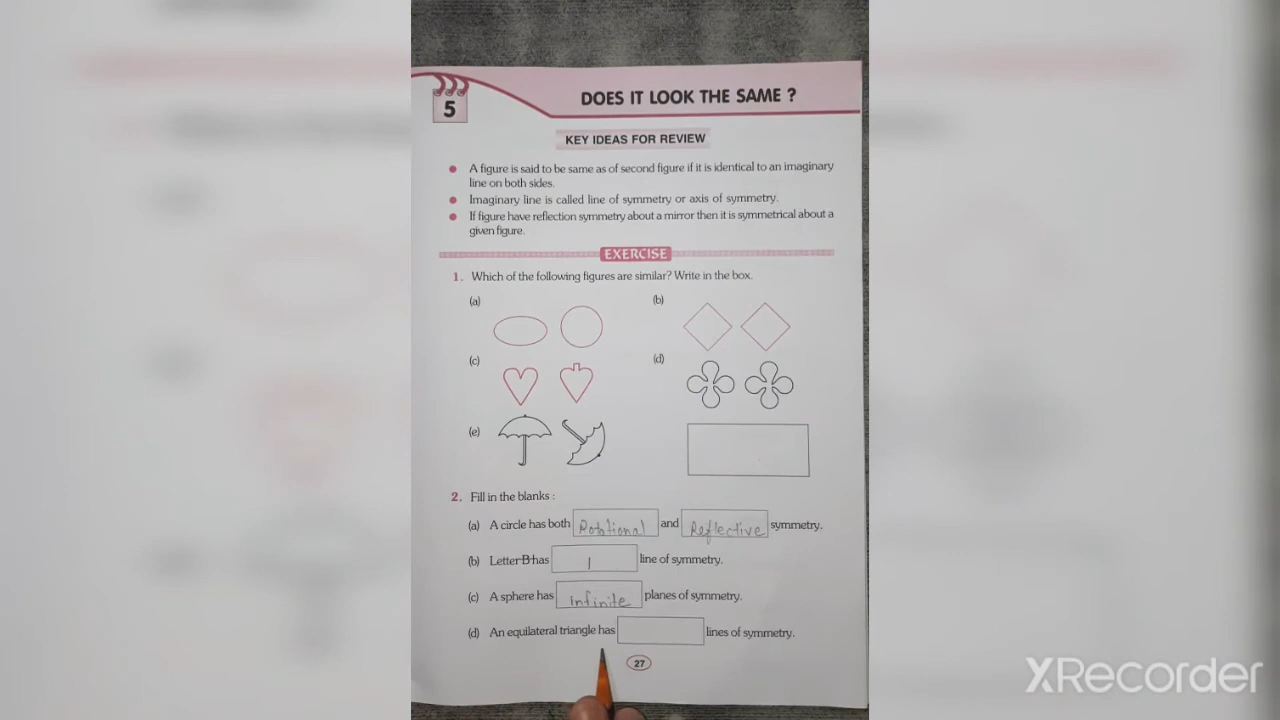 5
DOES IT LOOK THE SAME ?
KEY IDEAS FOR REVIEW
A figure is said to be same as of second figure if it is identical to an imaginary
line on both sides.
Imaginary line is called line of symmetry or axis of symmetry.
If figure have reflection symmetry about a mirror then it is symmetrical about a
given figure.
EXERCISE
1. Which of the following figures are similar? Write in the box.
(a) (b)
(c) (d)
(e)
2. Fill in the blanks :
(a) A circle has both Rotational and Reflective symmetry.
(b) Letter B has 1 line of symmetry.
(c) A sphere has infinite planes of symmetry.
(d) An equilateral triangle has lines of symmetry.
27
XRecorder